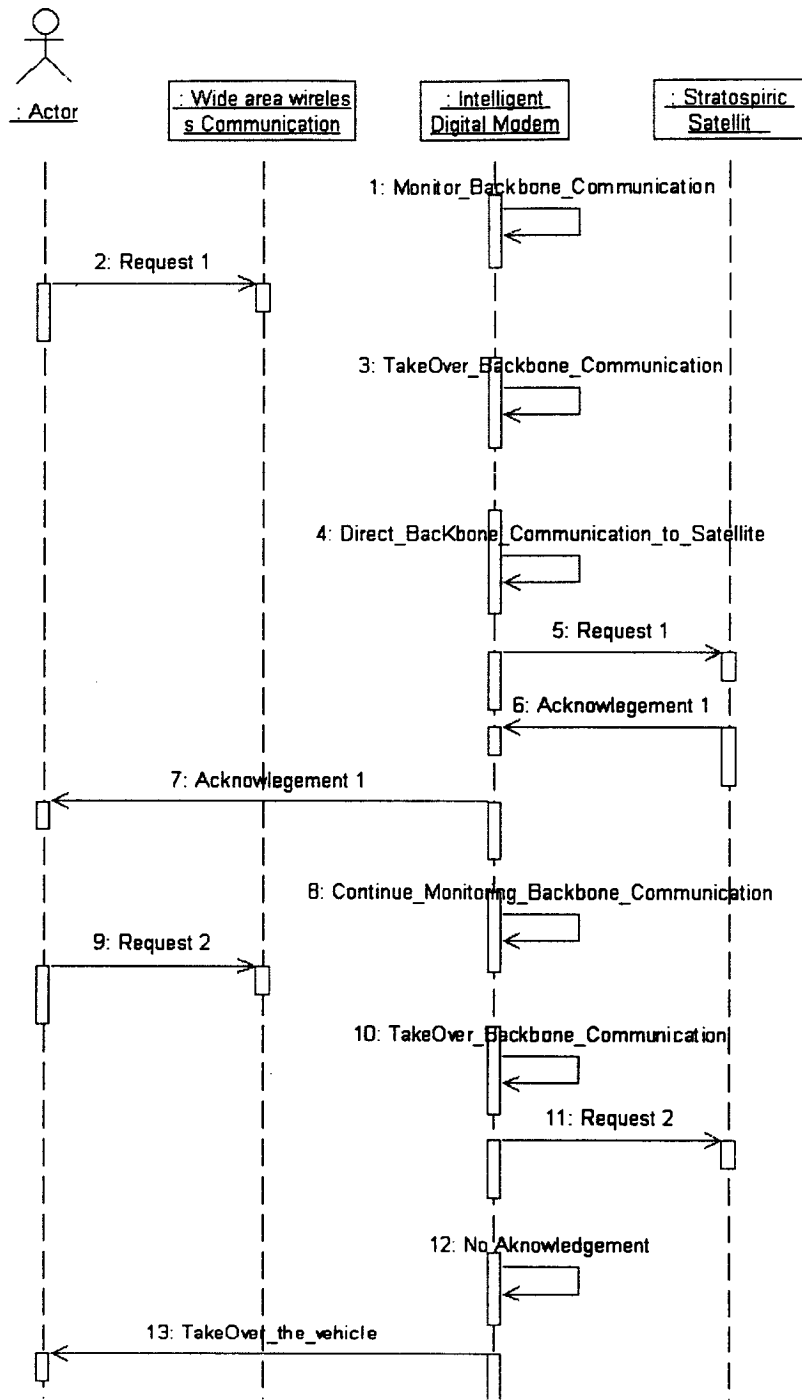 : Actor
: Wide area wireles
s Communication
: Intelligent
Digital Modem
: Stratospiric
Satellit
1: Monitor_Backbone_Communication
2: Request 1
3: TakeOver_Backbone_Communication
4: Direct_BacKbone_Communication_to_Satellite
5: Request 1
6: Acknowlegement 1
7: Acknowlegement 1
8: Continue_Monitoring_Backbone_Communication
9: Request 2
10: TakeOver_Backbone_Communication
11: Request 2
12: No Aknowledgement
13: TakeOver_the_vehicle